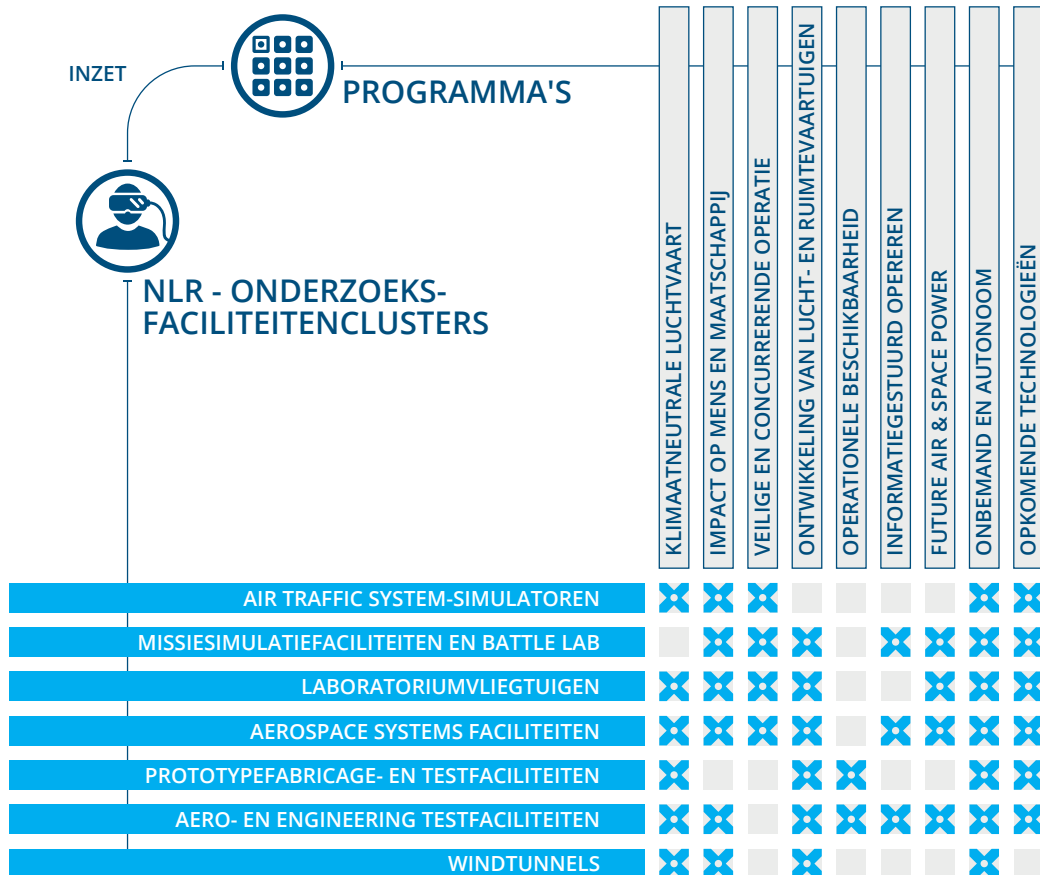 INZET
PROGRAMMA'S
NLR - ONDERZOEKS-
FACILITEITENCLUSTERS
KLIMAATNEUTRALE LUCHTVAART
IMPACT OP MENS EN MAATSCHAPPIJ
VEILIGE EN CONCURRERENDE OPERATIE
ONTWIKKELING VAN LUCHT- EN RUIMTEVAARTUIGEN
OPERATIONELE BESCHIKBAARHEID
INFORMATIEGESTUURD OPEREREN
FUTURE AIR & SPACE POWER
ONBEMAND EN AUTONOOM
OPKOMENDE TECHNOLOGIEËN
AIR TRAFFIC SYSTEM-SIMULATOREN
MISSIESIMULATIEFACILITEITEN EN BATTLE LAB
LABORATORIUMVLIEGTUIGEN
AEROSPACE SYSTEMS FACILITEITEN
PROTOTYPEFABRICAGE- EN TESTFACILITEITEN
AERO- EN ENGINEERING TESTFACILITEITEN
WINDTUNNELS